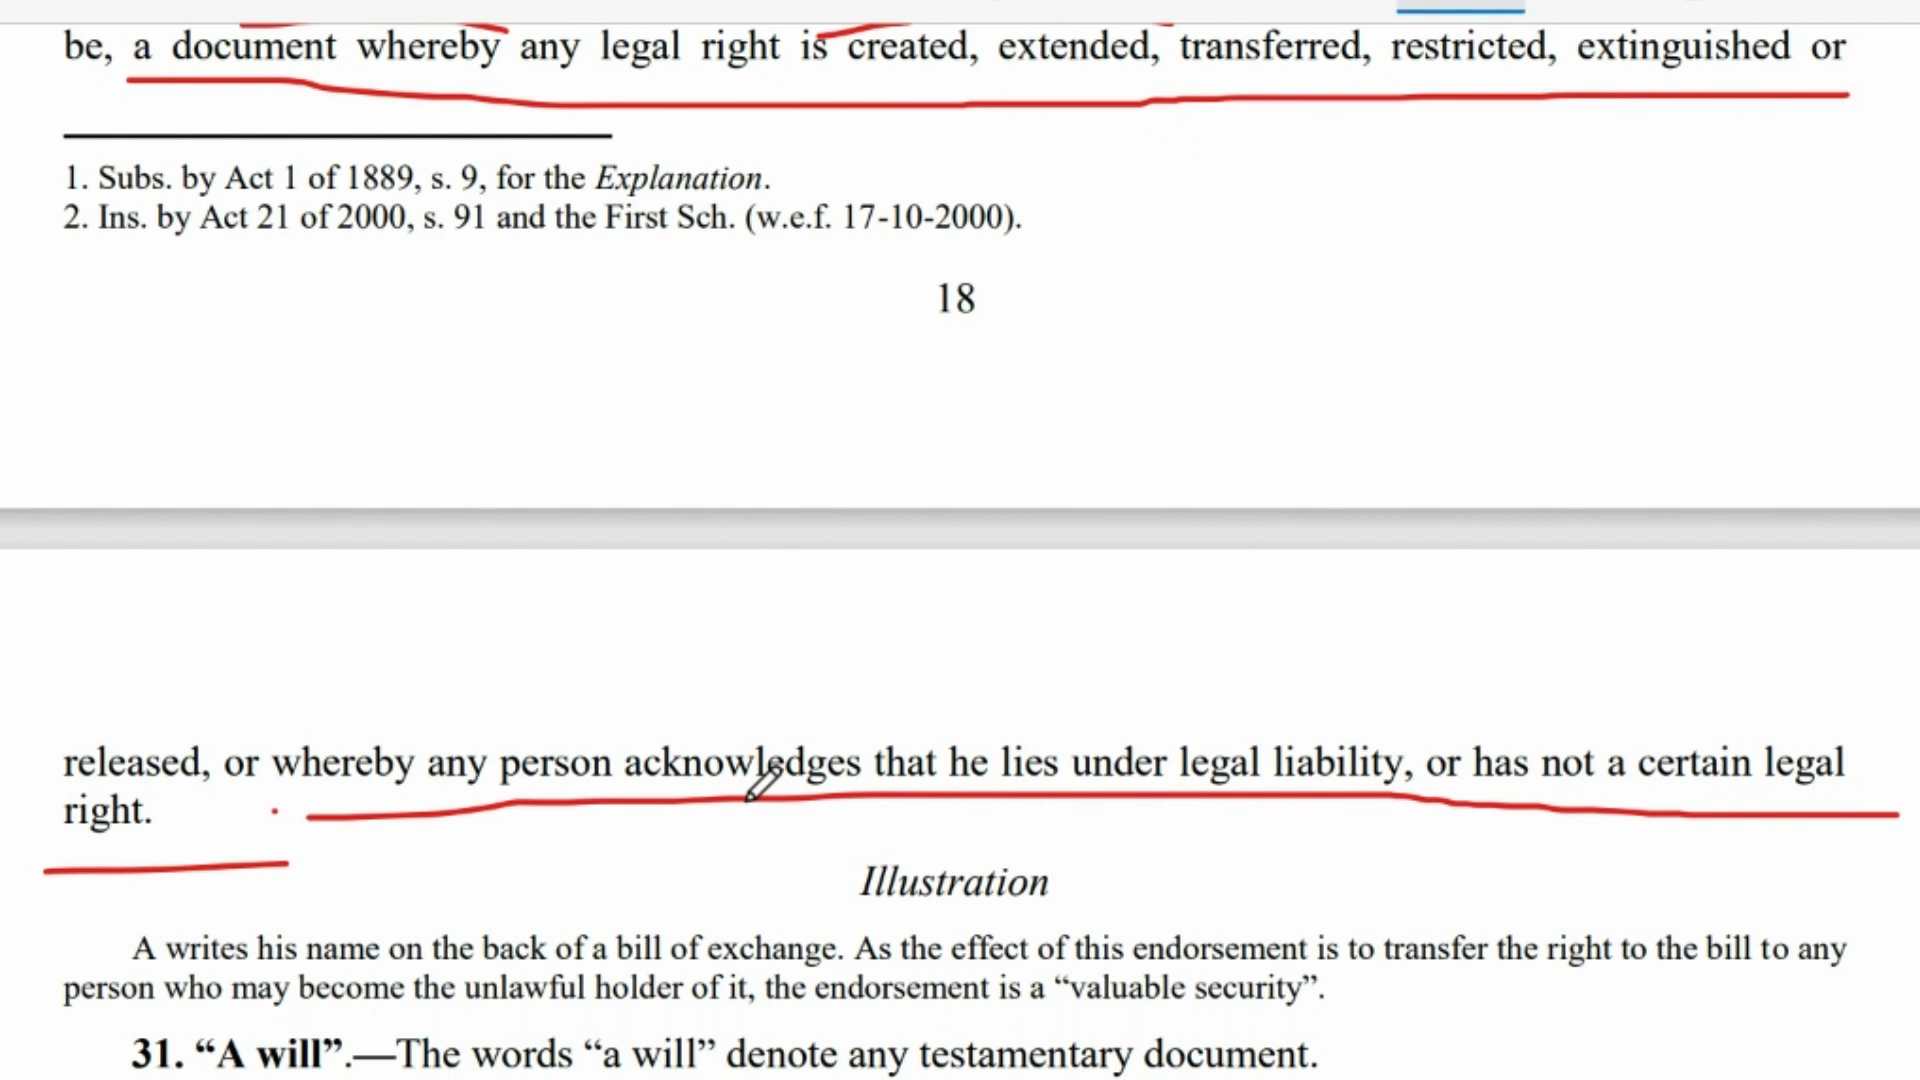 be, a document whereby any legal right is created, extended, transferred, restricted, extinguished or
1. Subs. by Act 1 of 1889, s. 9, for the Explanation.
2. Ins. by Act 21 of 2000, s. 91 and the First Sch. (w.e.f. 17-10-2000).
18
released, or whereby any person acknowledges that he lies under legal liability, or has not a certain legal
right.
Illustration
A writes his name on the back of a bill of exchange. As the effect of this endorsement is to transfer the right to the bill to any
person who may become the unlawful holder of it, the endorsement is a “valuable security”.
31. “A will”.—The words “a will” denote any testamentary document.